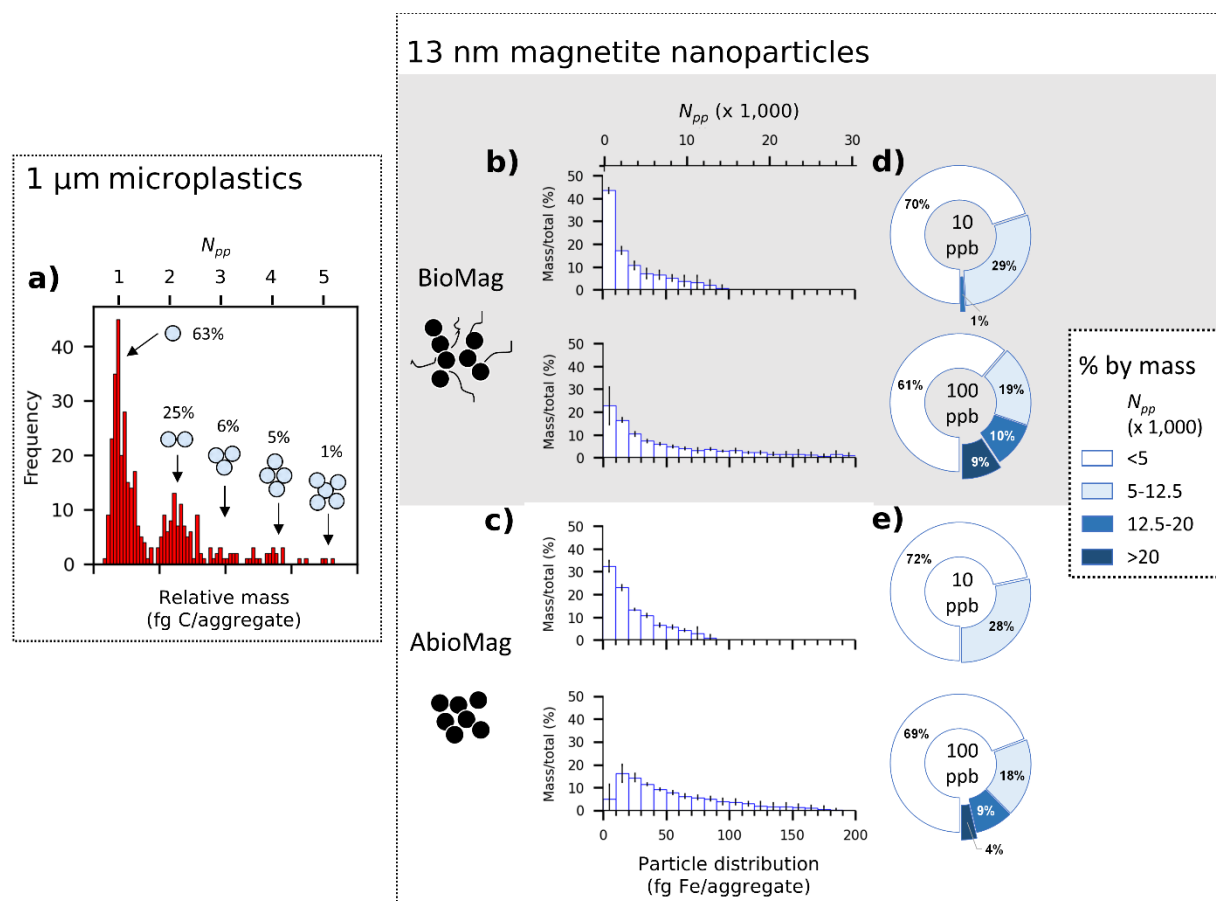 1 µm microplastics
a)
N_pp
1 2 3 4 5
63%
25%
6%
5%
1%
Frequency
40
30
20
10
0
Relative mass
(fg C/aggregate)
13 nm magnetite nanoparticles
N_pp (x 1,000)
0 10 20 30
b)
BioMag
Mass/total (%)
50
40
30
20
10
0
Mass/total (%)
50
40
30
20
10
0
d)
70%
10
ppb
29%
1%
61%
100
ppb
19%
10%
9%
c)
AbioMag
Mass/total (%)
50
40
30
20
10
0
Mass/total (%)
50
40
30
20
10
0
0 50 100 150 200
Particle distribution
(fg Fe/aggregate)
e)
72%
10
ppb
28%
69%
100
ppb
18%
9%
4%
% by mass
N_pp
(x 1,000)
<5
5-12.5
12.5-20
>20